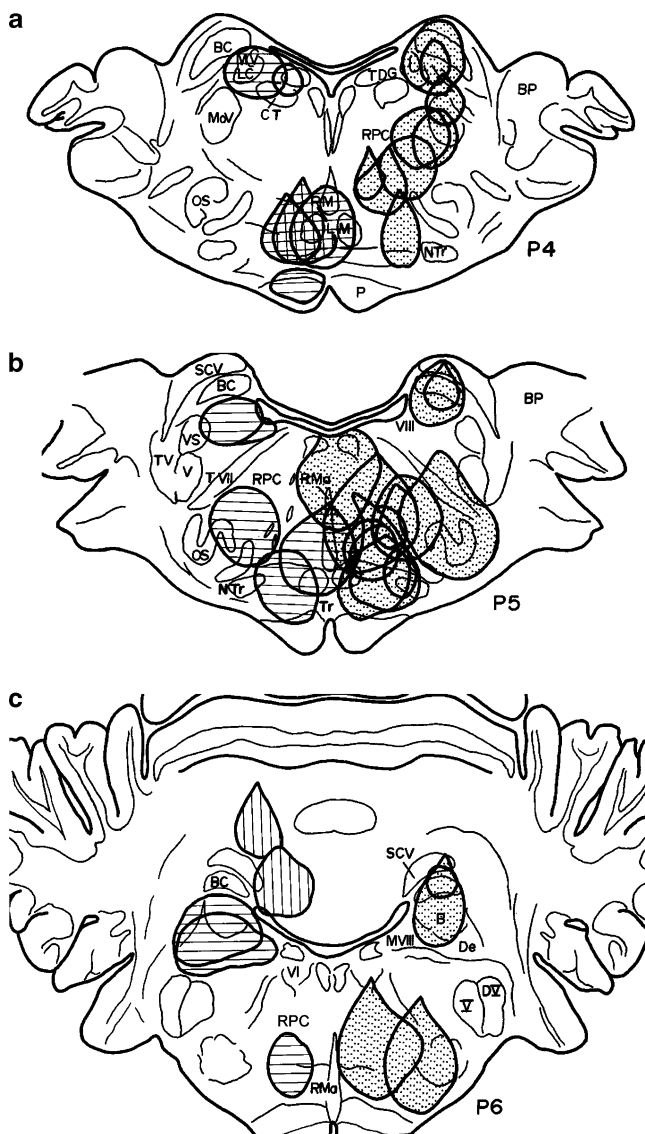 a
BC
MV
LC
CT
TDG
BP
MoV
RPC
OS
RM
LM
NTr
P4
P
b
SCV
BC
VIII
BP
VS
TV
V
T VII
RPC
RMa
OS
NTr
Tr
P5
c
SCV
BC
B
MVIII
De
VI
V
DV
RPC
RMa
P6